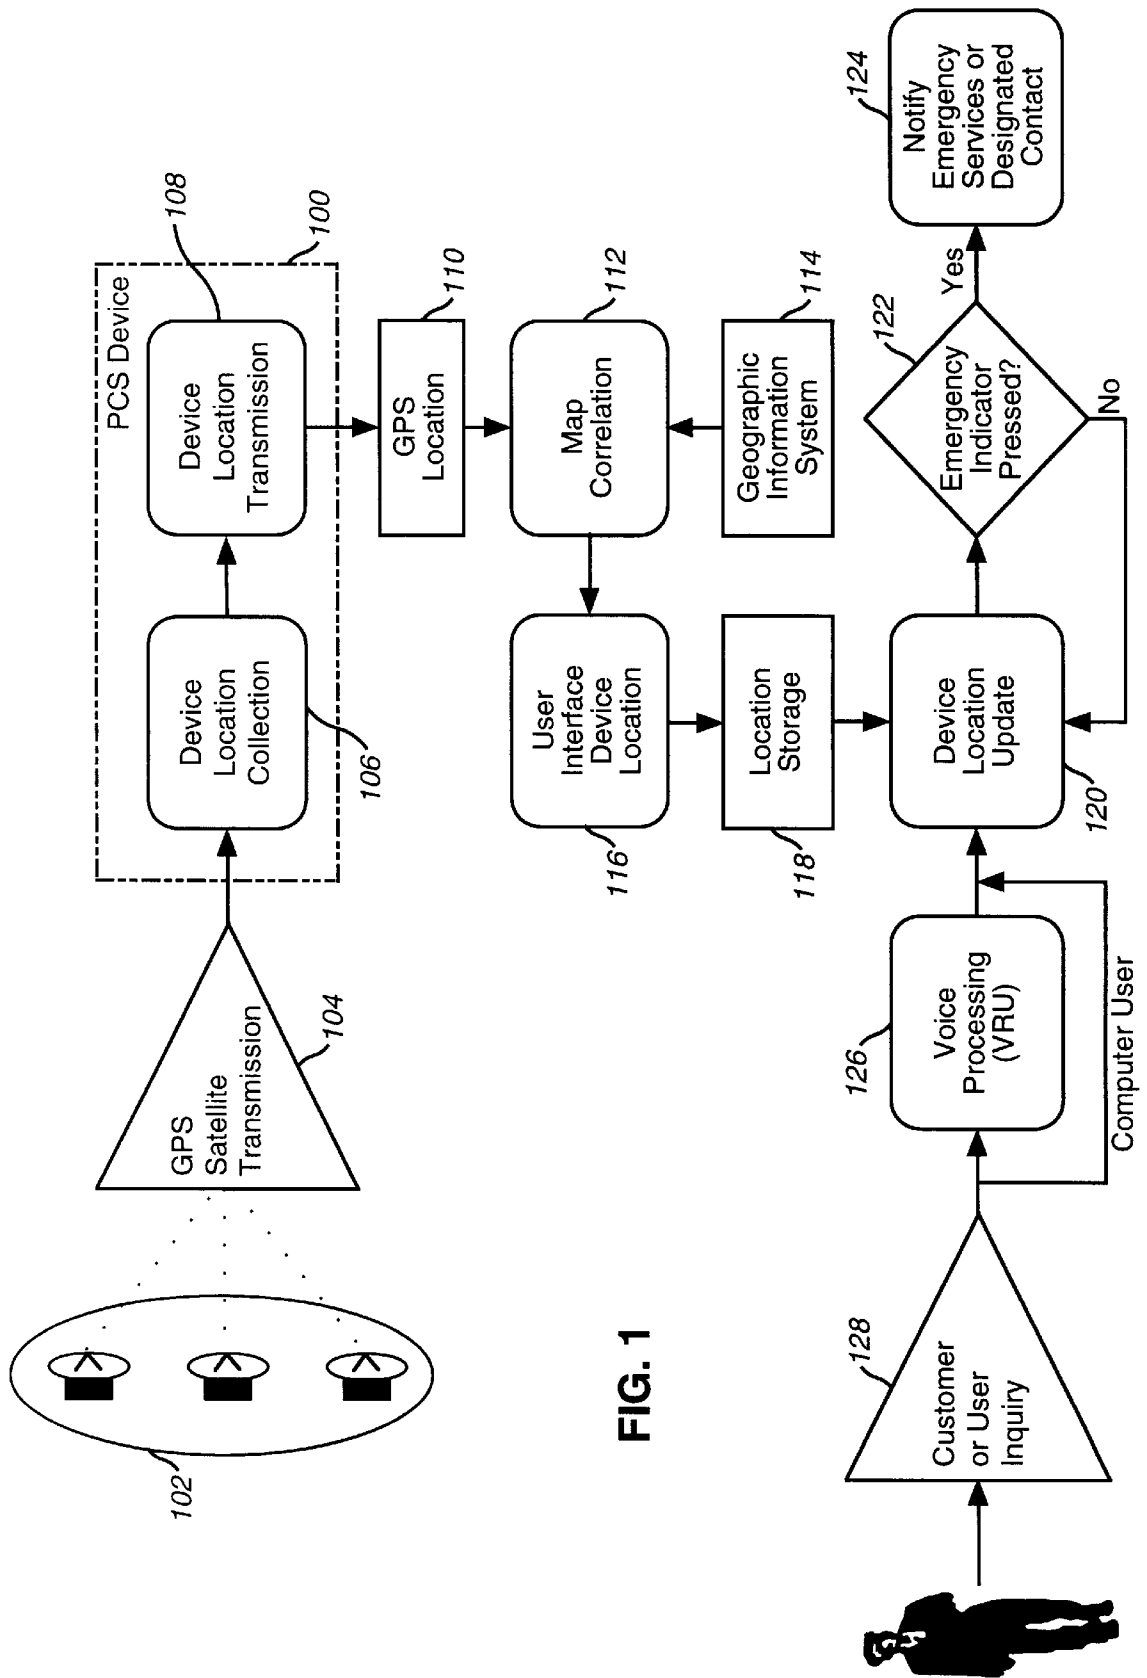 PCS Device
108
100
Device
Location
Transmission
Device
Location
Collection
106
GPS
Satellite
Transmission
104
102
GPS
Location
110
Map
Correlation
112
Geographic
Information
System
114
User
Interface
Device
Location
116
Location
Storage
118
FIG. 1
Customer
or User
Inquiry
128
Voice
Processing
(VRU)
126
Computer User
Device
Location
Update
120
Emergency
Indicator
Pressed?
122
Yes
No
Notify
Emergency
Services or
Designated
Contact
124